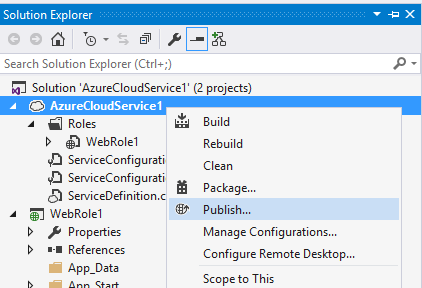 Solution Explorer
Search Solution Explorer (Ctrl+;)
Solution 'AzureCloudService1' (2 projects)
AzureCloudService1
Build
Roles
Rebuild
WebRole1
Clean
ServiceConfigurati
ServiceConfigurati
Package...
ServiceDefinition.c
Publish...
WebRole1
Manage Configurations...
Properties
References
Configure Remote Desktop...
App_Data
Scope to This
App_Start